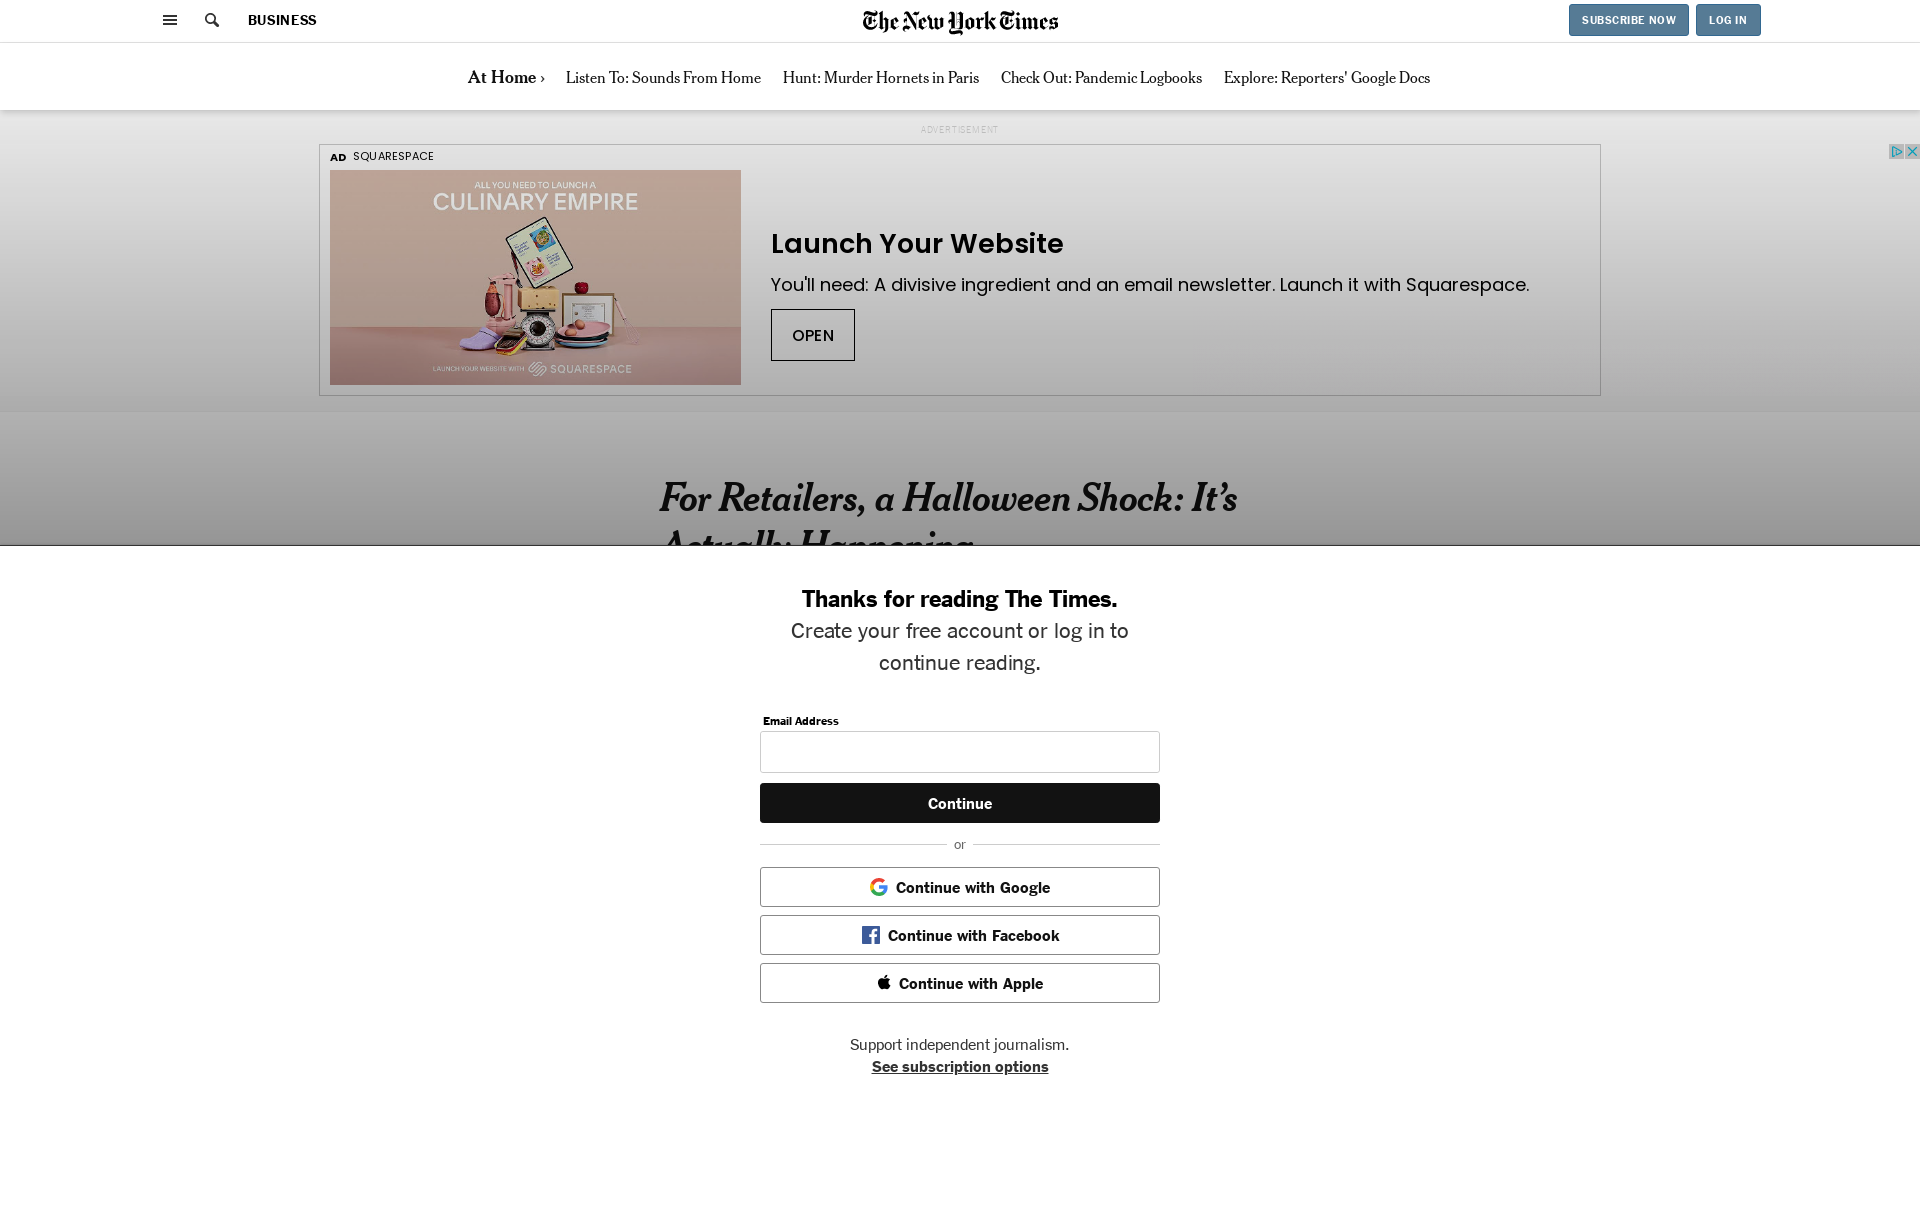 BUSINESS
The New York Times
SUBSCRIBE NOW
LOG IN
At Home ›
Listen To: Sounds From Home
Hunt: Murder Hornets in Paris
Check Out: Pandemic Logbooks
Explore: Reporters' Google Docs
ADVERTISEMENT
AD SQUARESPACE
ALL YOU NEED TO LAUNCH A
CULINARY EMPIRE
LAUNCH YOUR WEBSITE WITH SQUARESPACE
Launch Your Website
You'll need: A divisive ingredient and an email newsletter. Launch it with Squarespace.
OPEN
For Retailers, a Halloween Shock: It’s
Actually Happening
Thanks for reading The Times.
Create your free account or log in to
continue reading.
Email Address
Continue
or
Continue with Google
Continue with Facebook
Continue with Apple
Support independent journalism.
See subscription options